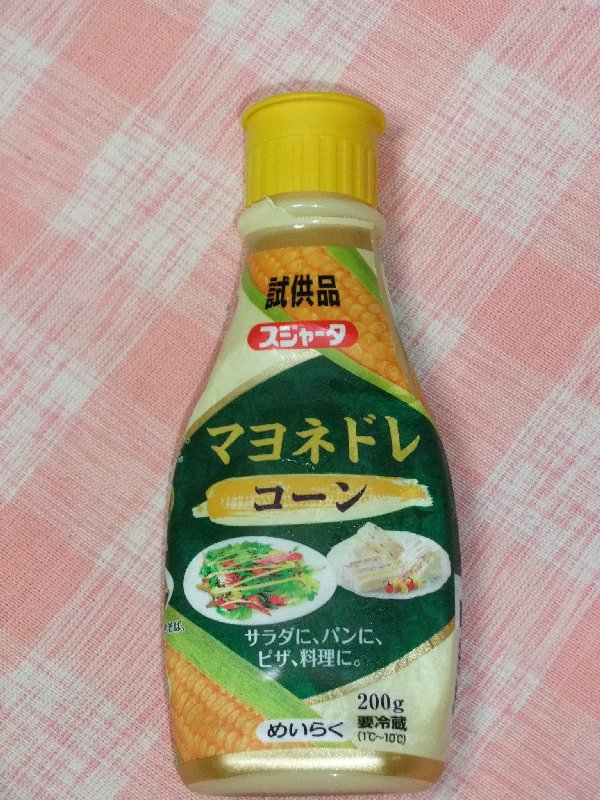 試供品
スジャータ
マヨネドレ
コーン
サラダに、パンに、
ピザ、料理に。
そば、
めいらく
200g
要冷蔵
(1℃~10℃)